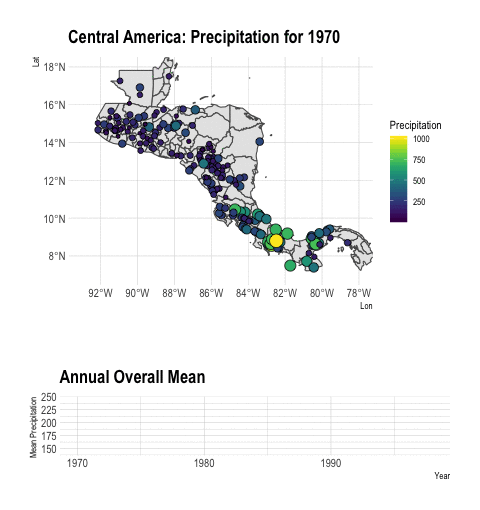 Central America: Precipitation for 1970
Lat
18°N
16°N
14°N
12°N
10°N
8°N
92°W 90°W 88°W 86°W 84°W 82°W 80°W 78°W
Lon
Precipitation
1000
750
500
250
Annual Overall Mean
Mean Precipitation
250
225
200
175
150
1970 1980 1990
Year